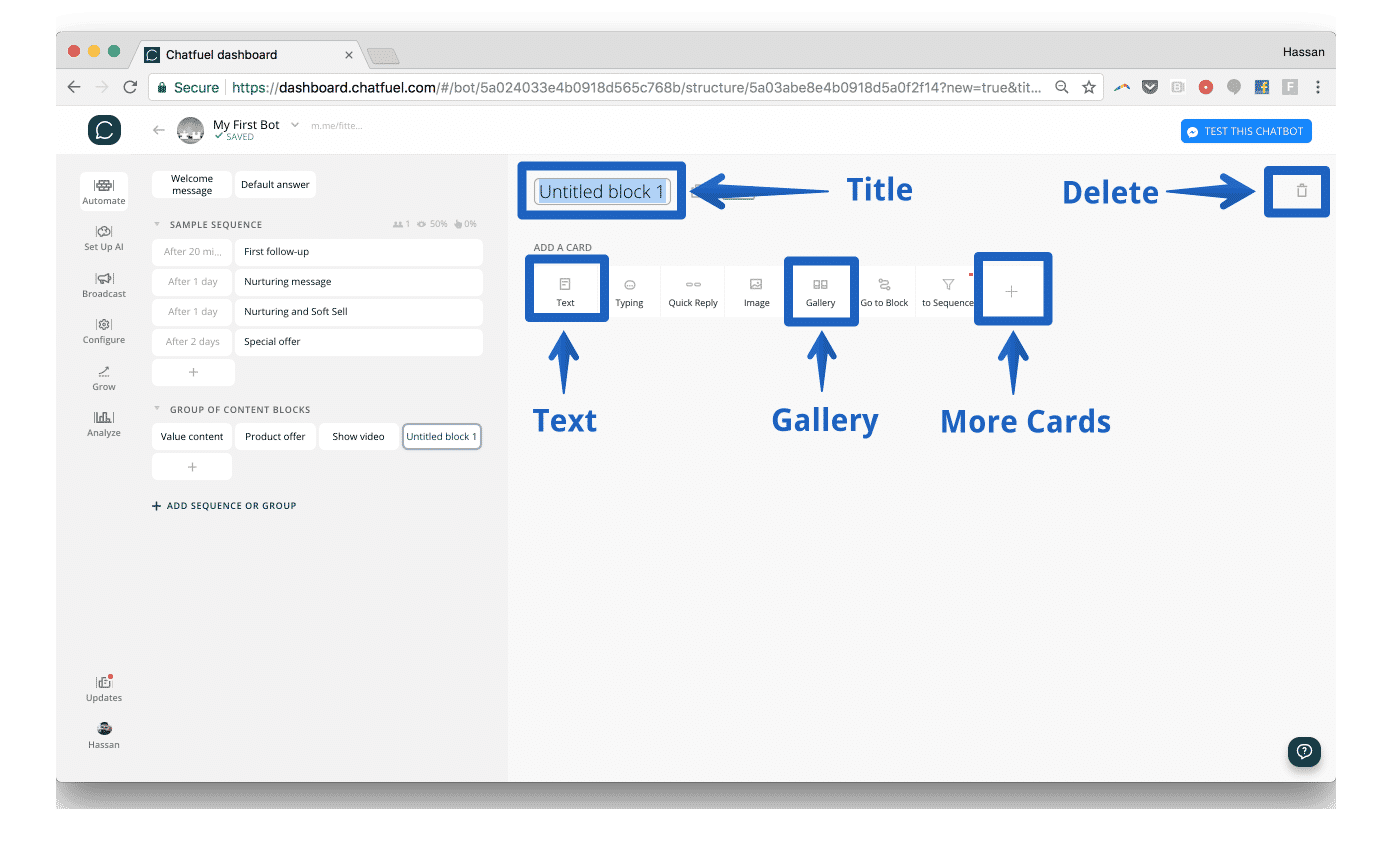 Chatfuel dashboard
Hassan
Secure https://dashboard.chatfuel.com/#/bot/5a024033e4b0918d565c768b/structure/5a03abe8e4b0918d5a0f2f14?new=true&tit...
My First Bot m.me/fitte...
SAVED
TEST THIS CHATBOT
Automate
Set Up AI
Broadcast
Configure
Grow
Analyze
Updates
Hassan
Welcome
message
Default answer
SAMPLE SEQUENCE 1 50% 0%
After 20 mi... First follow-up
After 1 day Nurturing message
After 1 day Nurturing and Soft Sell
After 2 days Special offer
+
GROUP OF CONTENT BLOCKS
Value content Product offer Show video Untitled block 1
+
+ ADD SEQUENCE OR GROUP
Untitled block 1 Title Delete
ADD A CARD
Text Typing Quick Reply Image Gallery Go to Block to Sequence +
Text Gallery More Cards